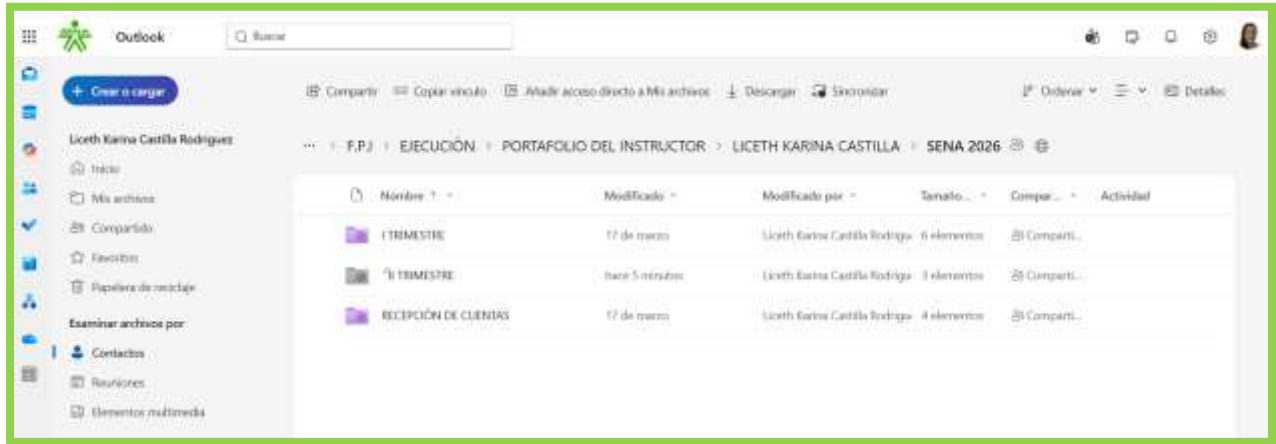 Outlook
Buscar
+ Crear o cargar
Compartir Copiar vínculo Añadir acceso directo a Mis archivos Descargar Sincronizar Ordenar Detalles
Liceth Karina Castilla Rodriguez
... > F.P.I > EJECUCIÓN > PORTAFOLIO DEL INSTRUCTOR > LICETH KARINA CASTILLA > SENA 2026
Inicio
Mis archivos
Compartido
Favoritos
Papelera de reciclaje
Examinar archivos por
Contactos
Reuniones
Elementos multimedia
Nombre Modificado Modificado por Tamaño... Compar... Actividad
I TRIMESTRE 17 de marzo Liceth Karina Castilla Rodrigue 6 elementos Comparti...
II TRIMESTRE hace 5 minutos Liceth Karina Castilla Rodrigue 3 elementos Comparti...
RECEPCIÓN DE CUENTAS 17 de marzo Liceth Karina Castilla Rodrigue 4 elementos Comparti...